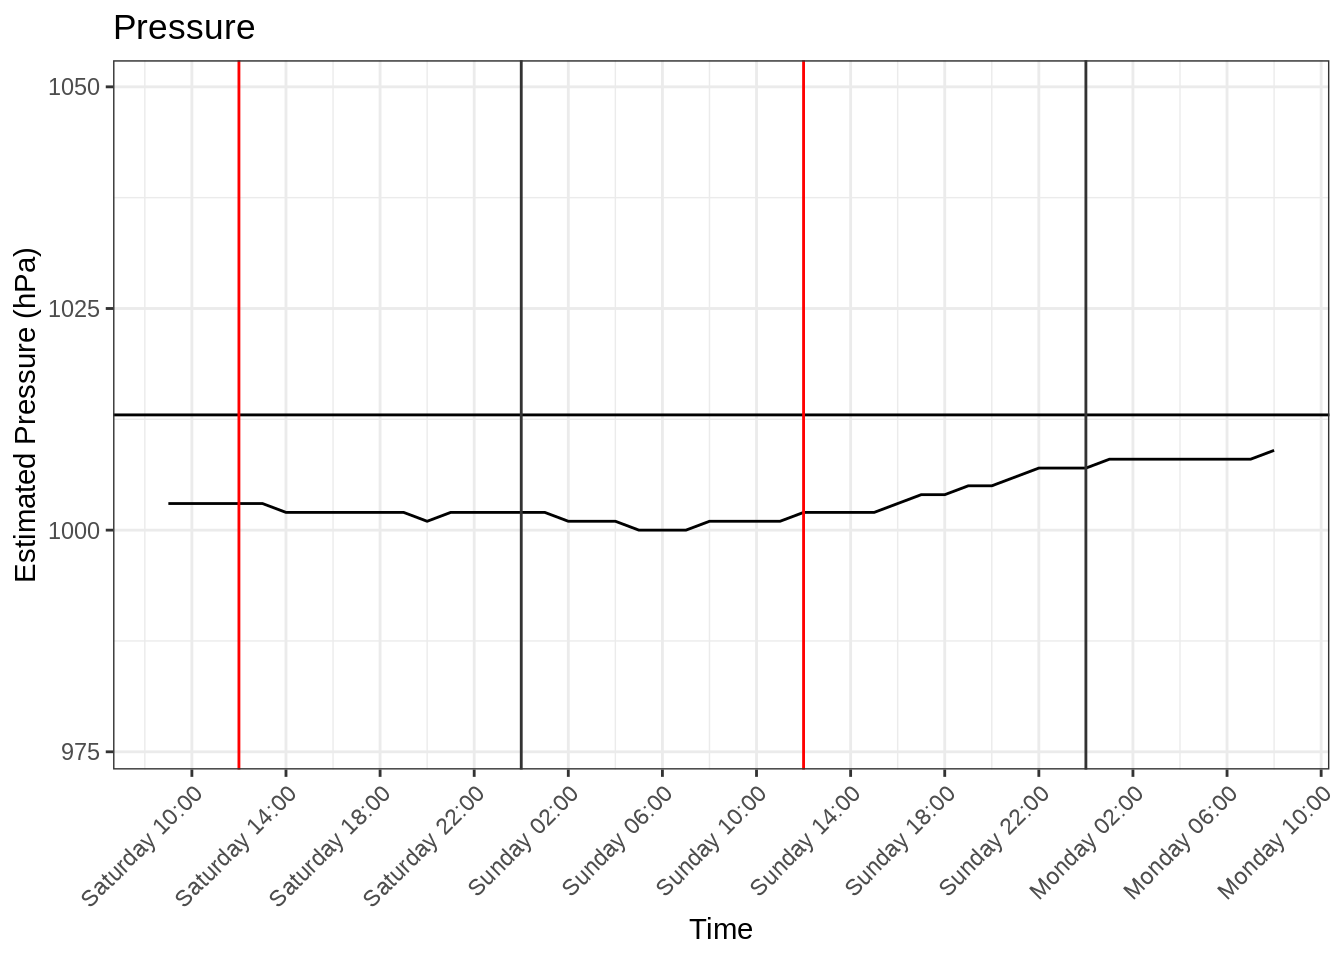 Pressure
Estimated Pressure (hPa)
1050
1025
1000
975
Saturday 10:00
Saturday 14:00
Saturday 18:00
Saturday 22:00
Sunday 02:00
Sunday 06:00
Sunday 10:00
Sunday 14:00
Sunday 18:00
Sunday 22:00
Monday 02:00
Monday 06:00
Monday 10:00
Time